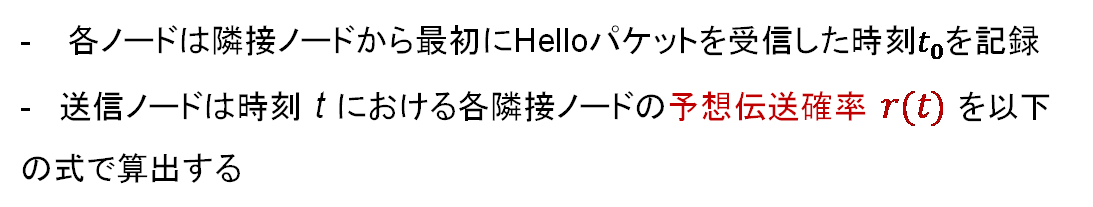 - 各ノードは隣接ノードから最初にHelloパケットを受信した時刻t₀を記録
- 送信ノードは時刻 t における各隣接ノードの予想伝送確率 r(t) を以下
の式で算出する